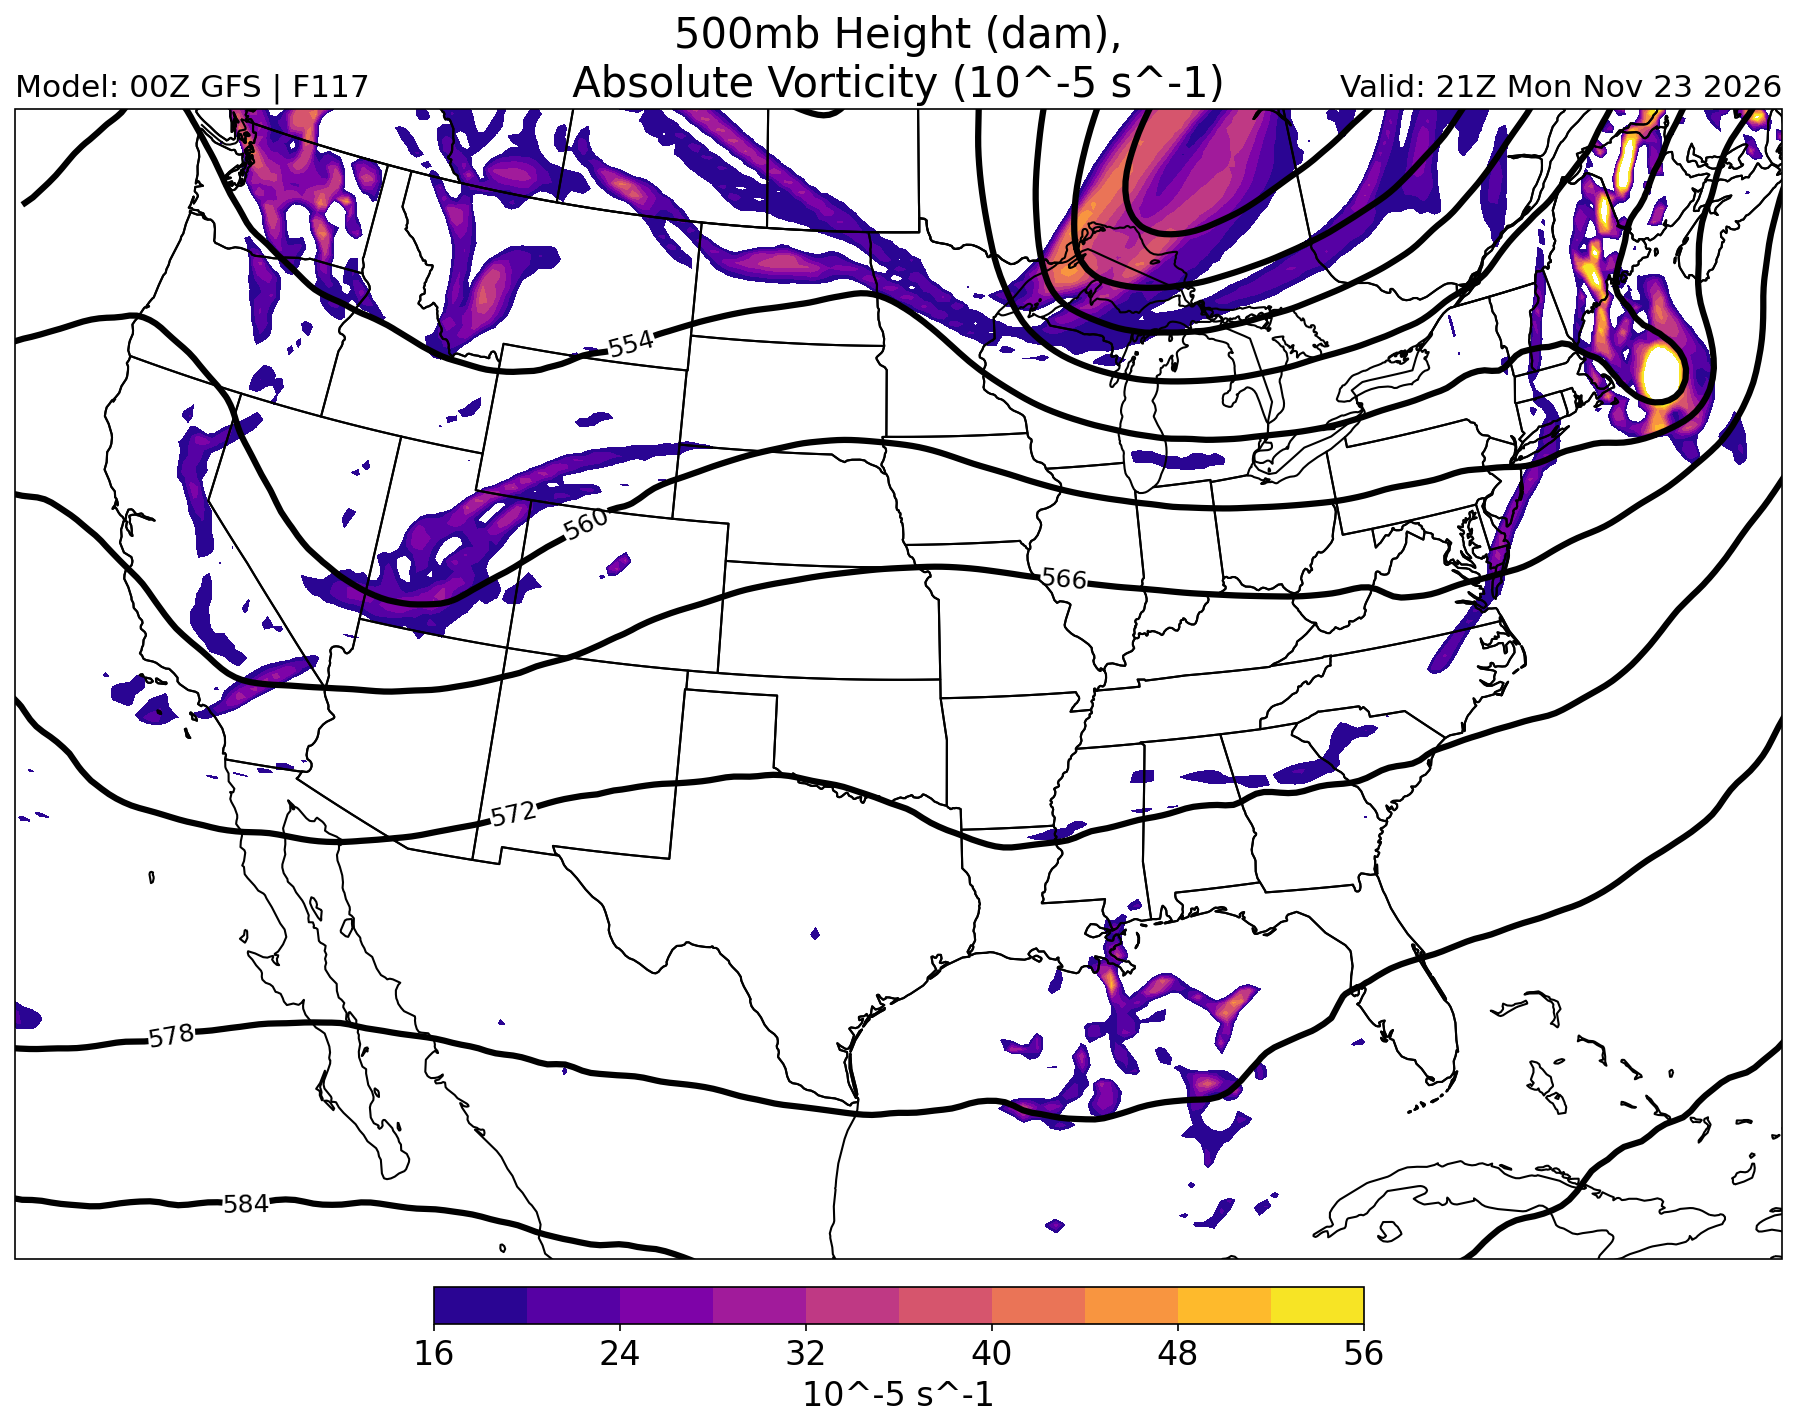 500mb Height (dam),
Absolute Vorticity (10^-5 s^-1)
Model: 00Z GFS | F117
Valid: 21Z Mon Nov 23 2026
554
560
566
572
578
584
16 24 32 40 48 56
10^-5 s^-1